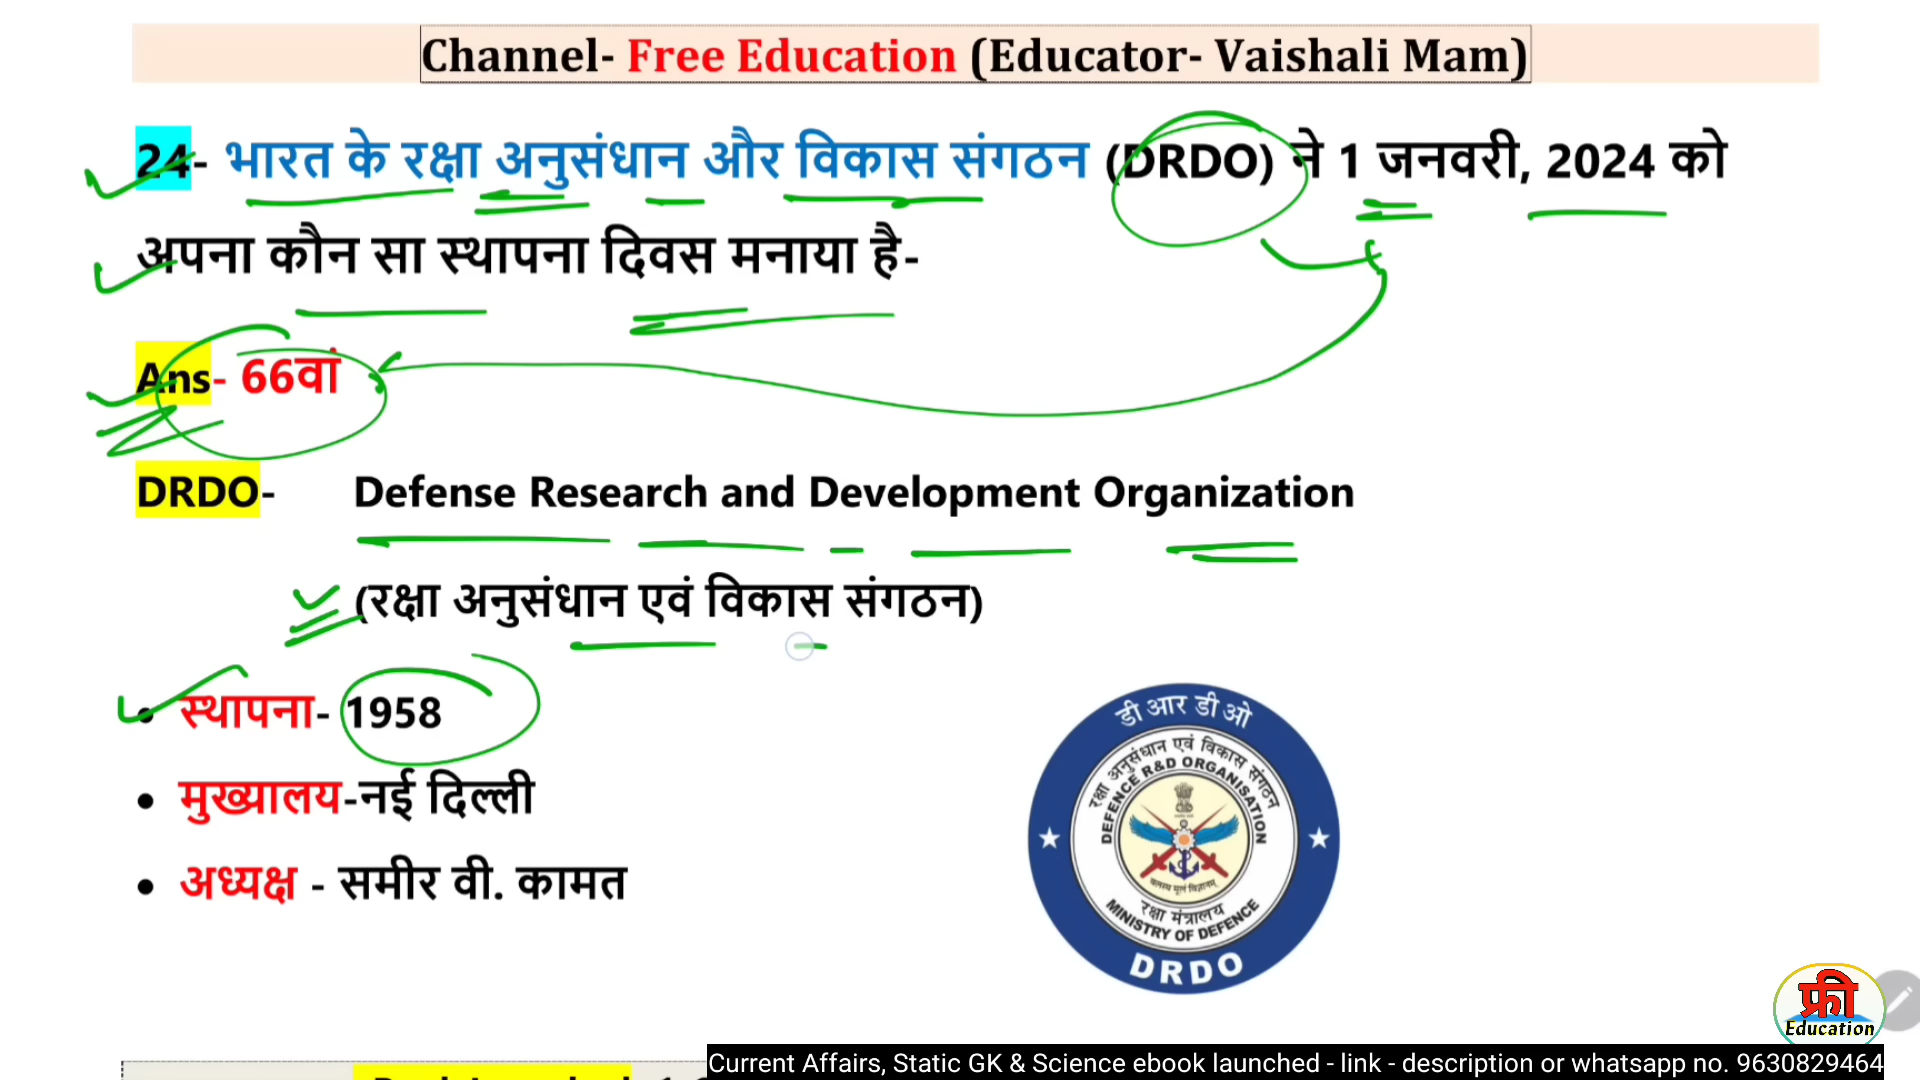 Channel- Free Education (Educator- Vaishali Mam)
24- भारत के रक्षा अनुसंधान और विकास संगठन (DRDO) ने 1 जनवरी, 2024 को
अपना कौन सा स्थापना दिवस मनाया है-
Ans- 66वां
DRDO- Defense Research and Development Organization
(रक्षा अनुसंधान एवं विकास संगठन)
• स्थापना- 1958
• मुख्यालय-नई दिल्ली
• अध्यक्ष - समीर वी. कामत
डी आर डी ओ
रक्षा अनुसंधान एवं विकास संगठन
DEFENCE R&D ORGANISATION
बलस्य मूलं विज्ञानम्
रक्षा मंत्रालय
MINISTRY OF DEFENCE
DRDO
फ्री
Education
Current Affairs, Static GK & Science ebook launched - link - description or whatsapp no. 9630829464